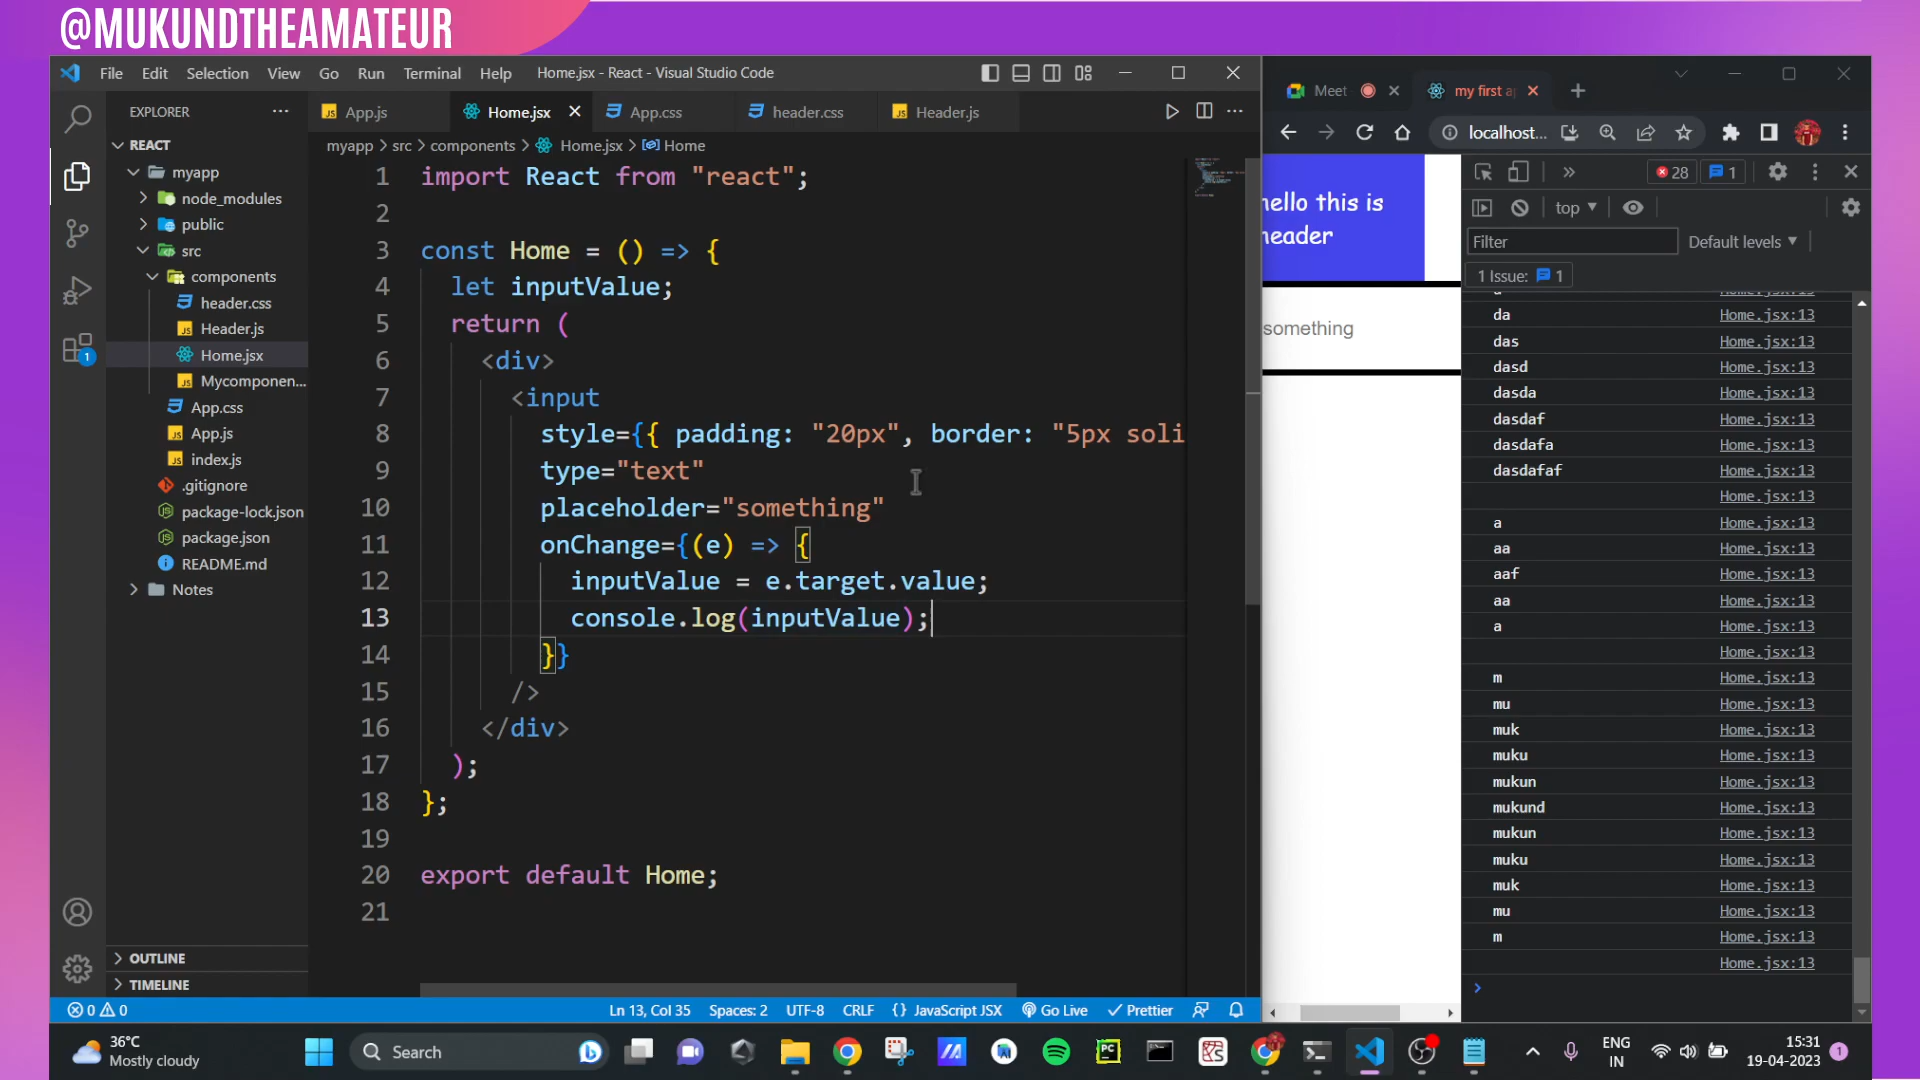 @MUKUNDTHEAMATEUR
File Edit Selection View Go Run Terminal Help Home.jsx - React - Visual Studio Code
EXPLORER
REACT
myapp
node_modules
public
src
components
header.css
Header.js
Home.jsx
Mycomponen...
App.css
App.js
index.js
.gitignore
package-lock.json
package.json
README.md
Notes
OUTLINE
TIMELINE
1
App.js Home.jsx App.css header.css Header.js
myapp > src > components > Home.jsx > Home
1 import React from "react";
2
3 const Home = () => {
4 let inputValue;
5 return (
6 <div>
7 <input
8 style={{ padding: "20px", border: "5px soli
9 type="text"
10 placeholder="something"
11 onChange={(e) => {
12 inputValue = e.target.value;
13 console.log(inputValue);
14 }}
15 />
16 </div>
17 );
18 };
19
20 export default Home;
21
0 0 Ln 13, Col 35 Spaces: 2 UTF-8 CRLF {} JavaScript JSX Go Live Prettier
Meet my first ap
localhost...
hello this is
header
something
28 1
top
Filter Default levels
1 Issue: 1
a Home.jsx:13
da Home.jsx:13
das Home.jsx:13
dasd Home.jsx:13
dasda Home.jsx:13
dasdaf Home.jsx:13
dasdafa Home.jsx:13
dasdafaf Home.jsx:13
Home.jsx:13
a Home.jsx:13
aa Home.jsx:13
aaf Home.jsx:13
aa Home.jsx:13
a Home.jsx:13
Home.jsx:13
m Home.jsx:13
mu Home.jsx:13
muk Home.jsx:13
muku Home.jsx:13
mukun Home.jsx:13
mukund Home.jsx:13
mukun Home.jsx:13
muku Home.jsx:13
muk Home.jsx:13
mu Home.jsx:13
m Home.jsx:13
Home.jsx:13
36°C
Mostly cloudy
Search
PC
ENG
IN
15:31
19-04-2023
1